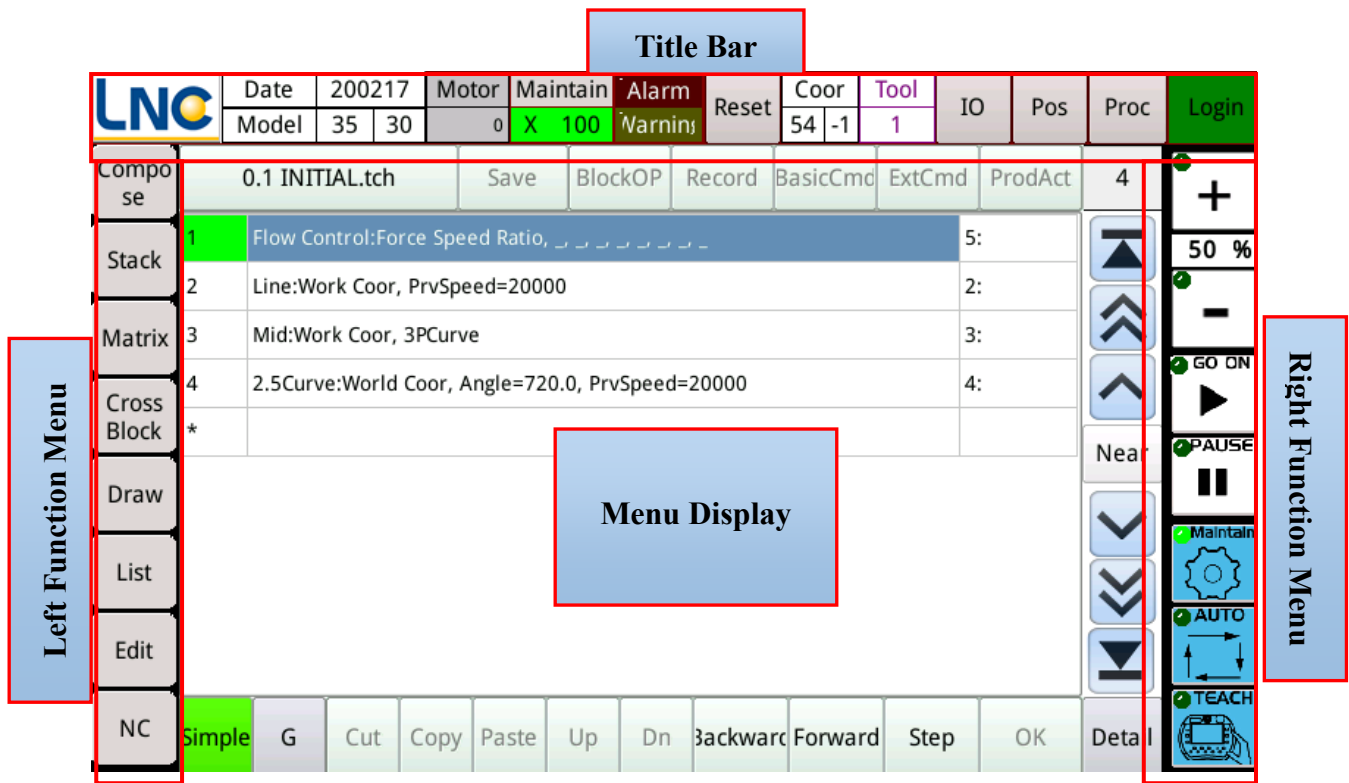 Title Bar
LNC Date 200217 Motor Maintain Alarm Reset Coor Tool IO Pos Proc Login
Model 35 30 0 X 100 Warning 54 -1 1
Compo
se
0.1 INITIAL.tch Save BlockOP Record BasicCmd ExtCmd ProdAct 4
+
1 Flow Control:Force Speed Ratio, _, _, _, _, _, _, _, _ 5:
50 %
Stack
2 Line:Work Coor, PrvSpeed=20000 2:
-
Matrix
3 Mid:Work Coor, 3PCurve 3:
GO ON
4 2.5Curve:World Coor, Angle=720.0, PrvSpeed=20000 4:
Cross
Block
*
Near
PAUSE
Left Function Menu
Menu Display
Right Function Menu
Draw
Maintain
List
AUTO
Edit
TEACH
NC
Simple G Cut Copy Paste Up Dn Backward Forward Step OK Detail